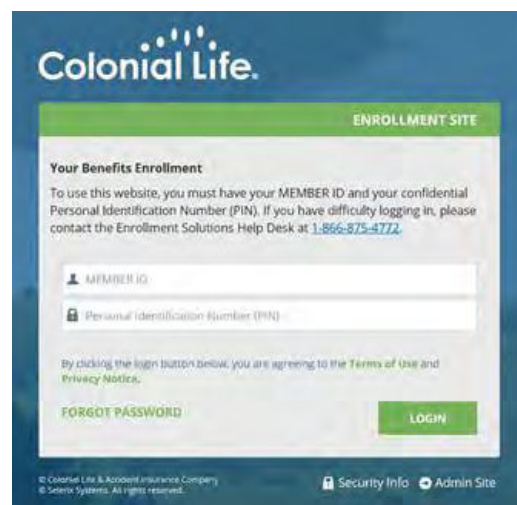 Colonial Life.
ENROLLMENT SITE
Your Benefits Enrollment
To use this website, you must have your MEMBER ID and your confidential
Personal Identification Number (PIN). If you have difficulty logging in, please
contact the Enrollment Solutions Help Desk at 1-866-875-4772.
MEMBER ID
Personal Identification Number (PIN)
By clicking the login button below, you are agreeing to the Terms of Use and
Privacy Notice.
FORGOT PASSWORD
LOGIN
© Colonial Life & Accident Insurance Company
© Selerix Systems. All rights reserved.
Security Info Admin Site